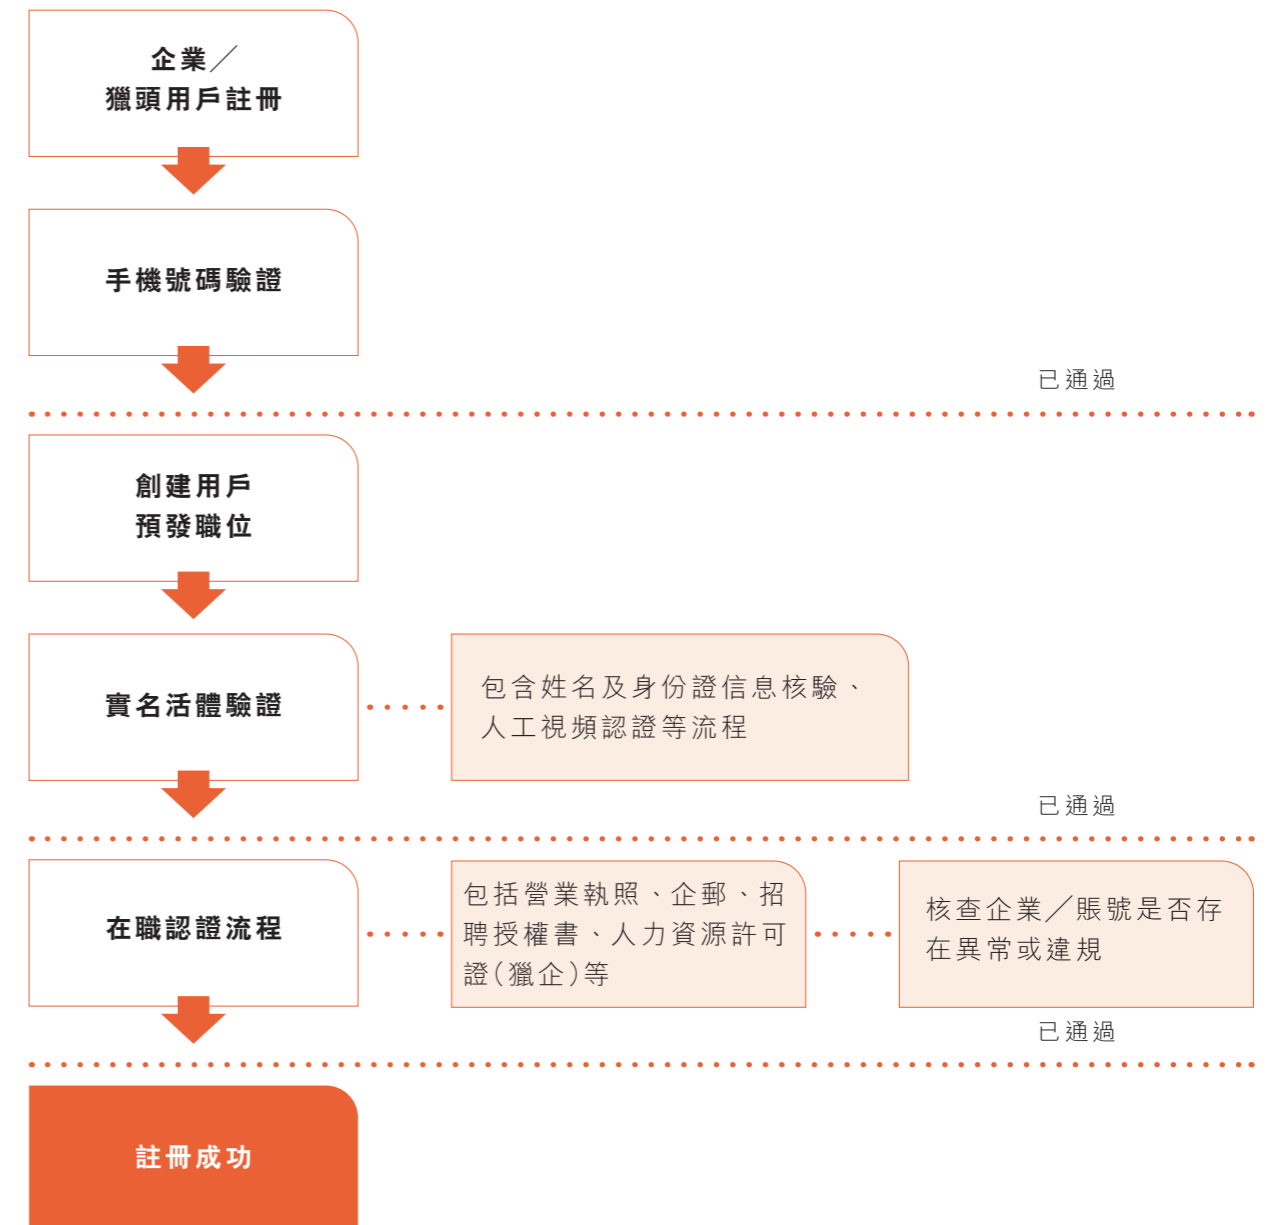 企業╱
獵頭用戶註冊
手機號碼驗證
已通過
創建用戶
預發職位
實名活體驗證
包含姓名及身份證信息核驗、
人工視頻認證等流程
已通過
在職認證流程
包括營業執照、企郵、招
聘授權書、人力資源許可
證(獵企)等
核查企業╱賬號是否存
在異常或違規
已通過
註冊成功